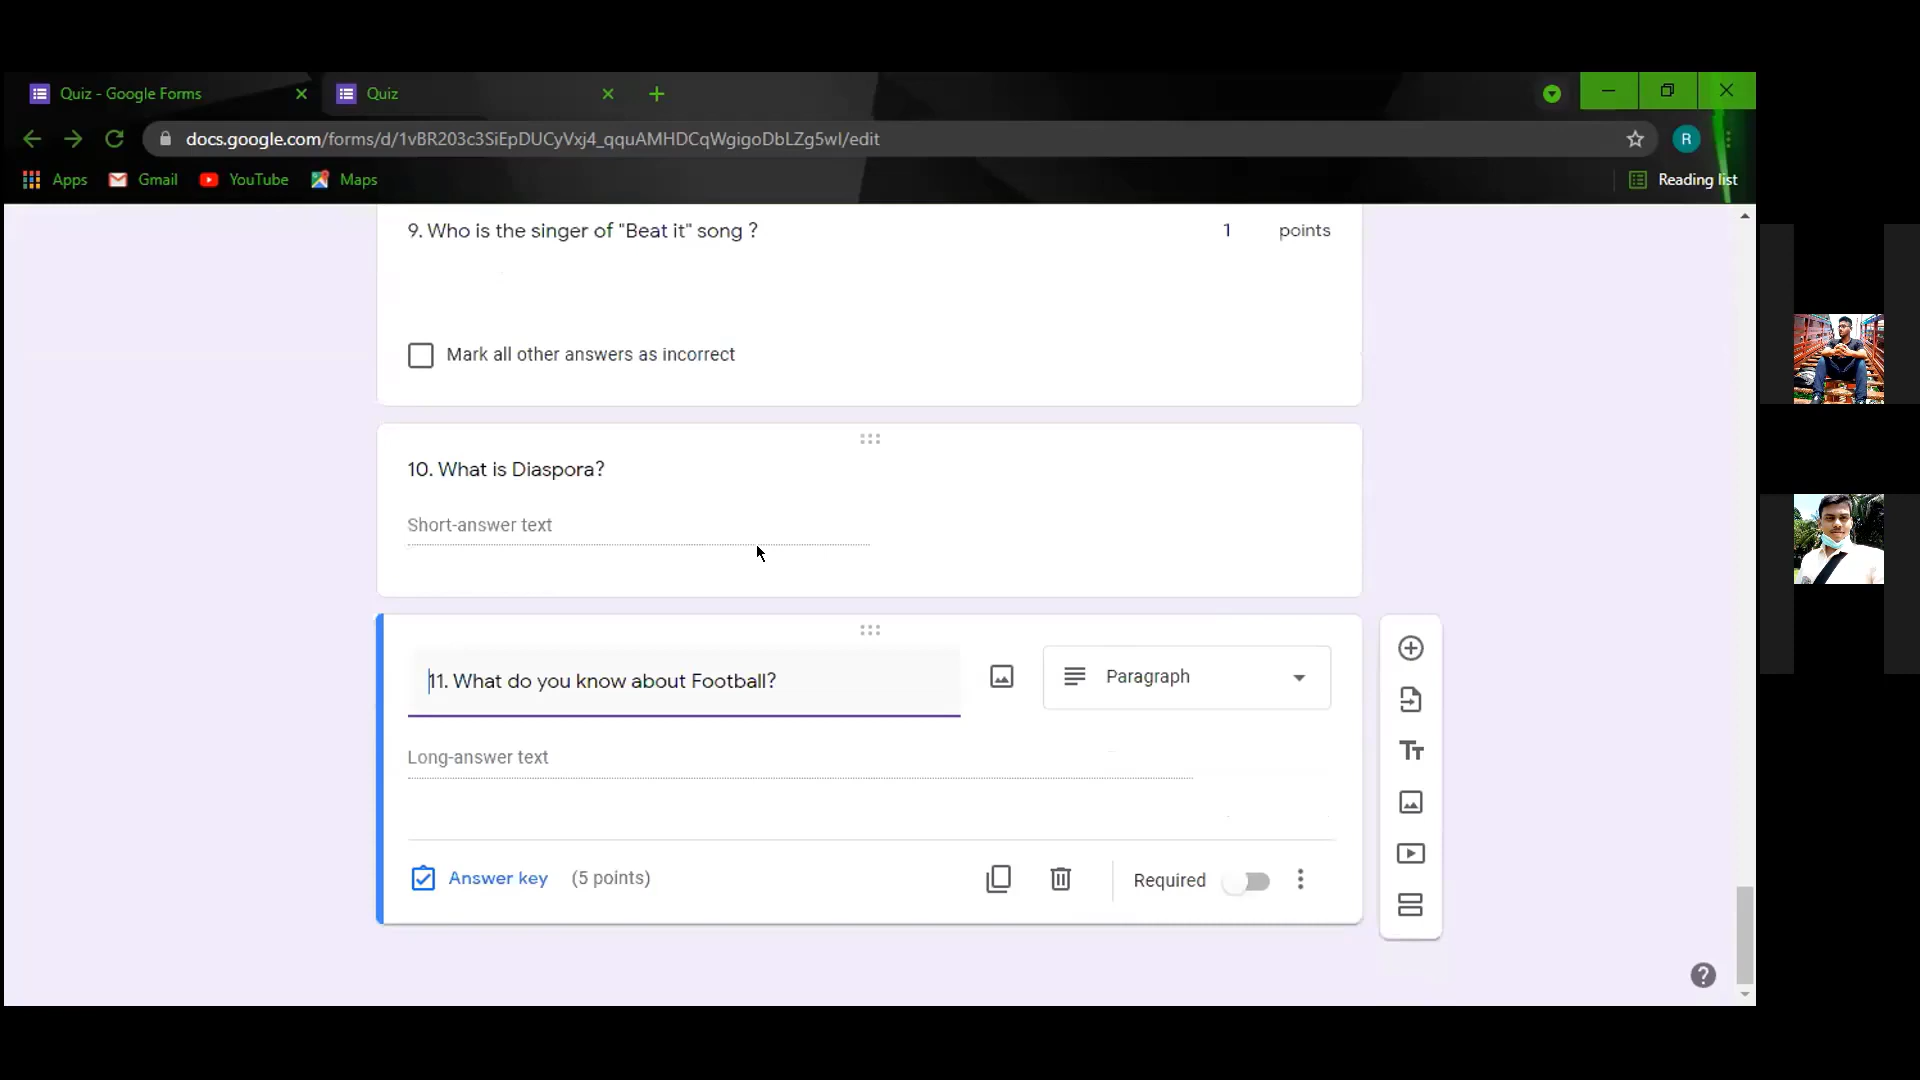 Quiz - Google Forms
Quiz
docs.google.com/forms/d/1vBR203c3SiEpDUCyVxj4_qquAMHDCqWgigoDbLZg5wI/edit
R
Apps
Gmail
YouTube
Maps
Reading list
9. Who is the singer of "Beat it" song ?
1 points
Mark all other answers as incorrect
10. What is Diaspora?
Short-answer text
11. What do you know about Football?
Paragraph
Long-answer text
Answer key (5 points)
Required